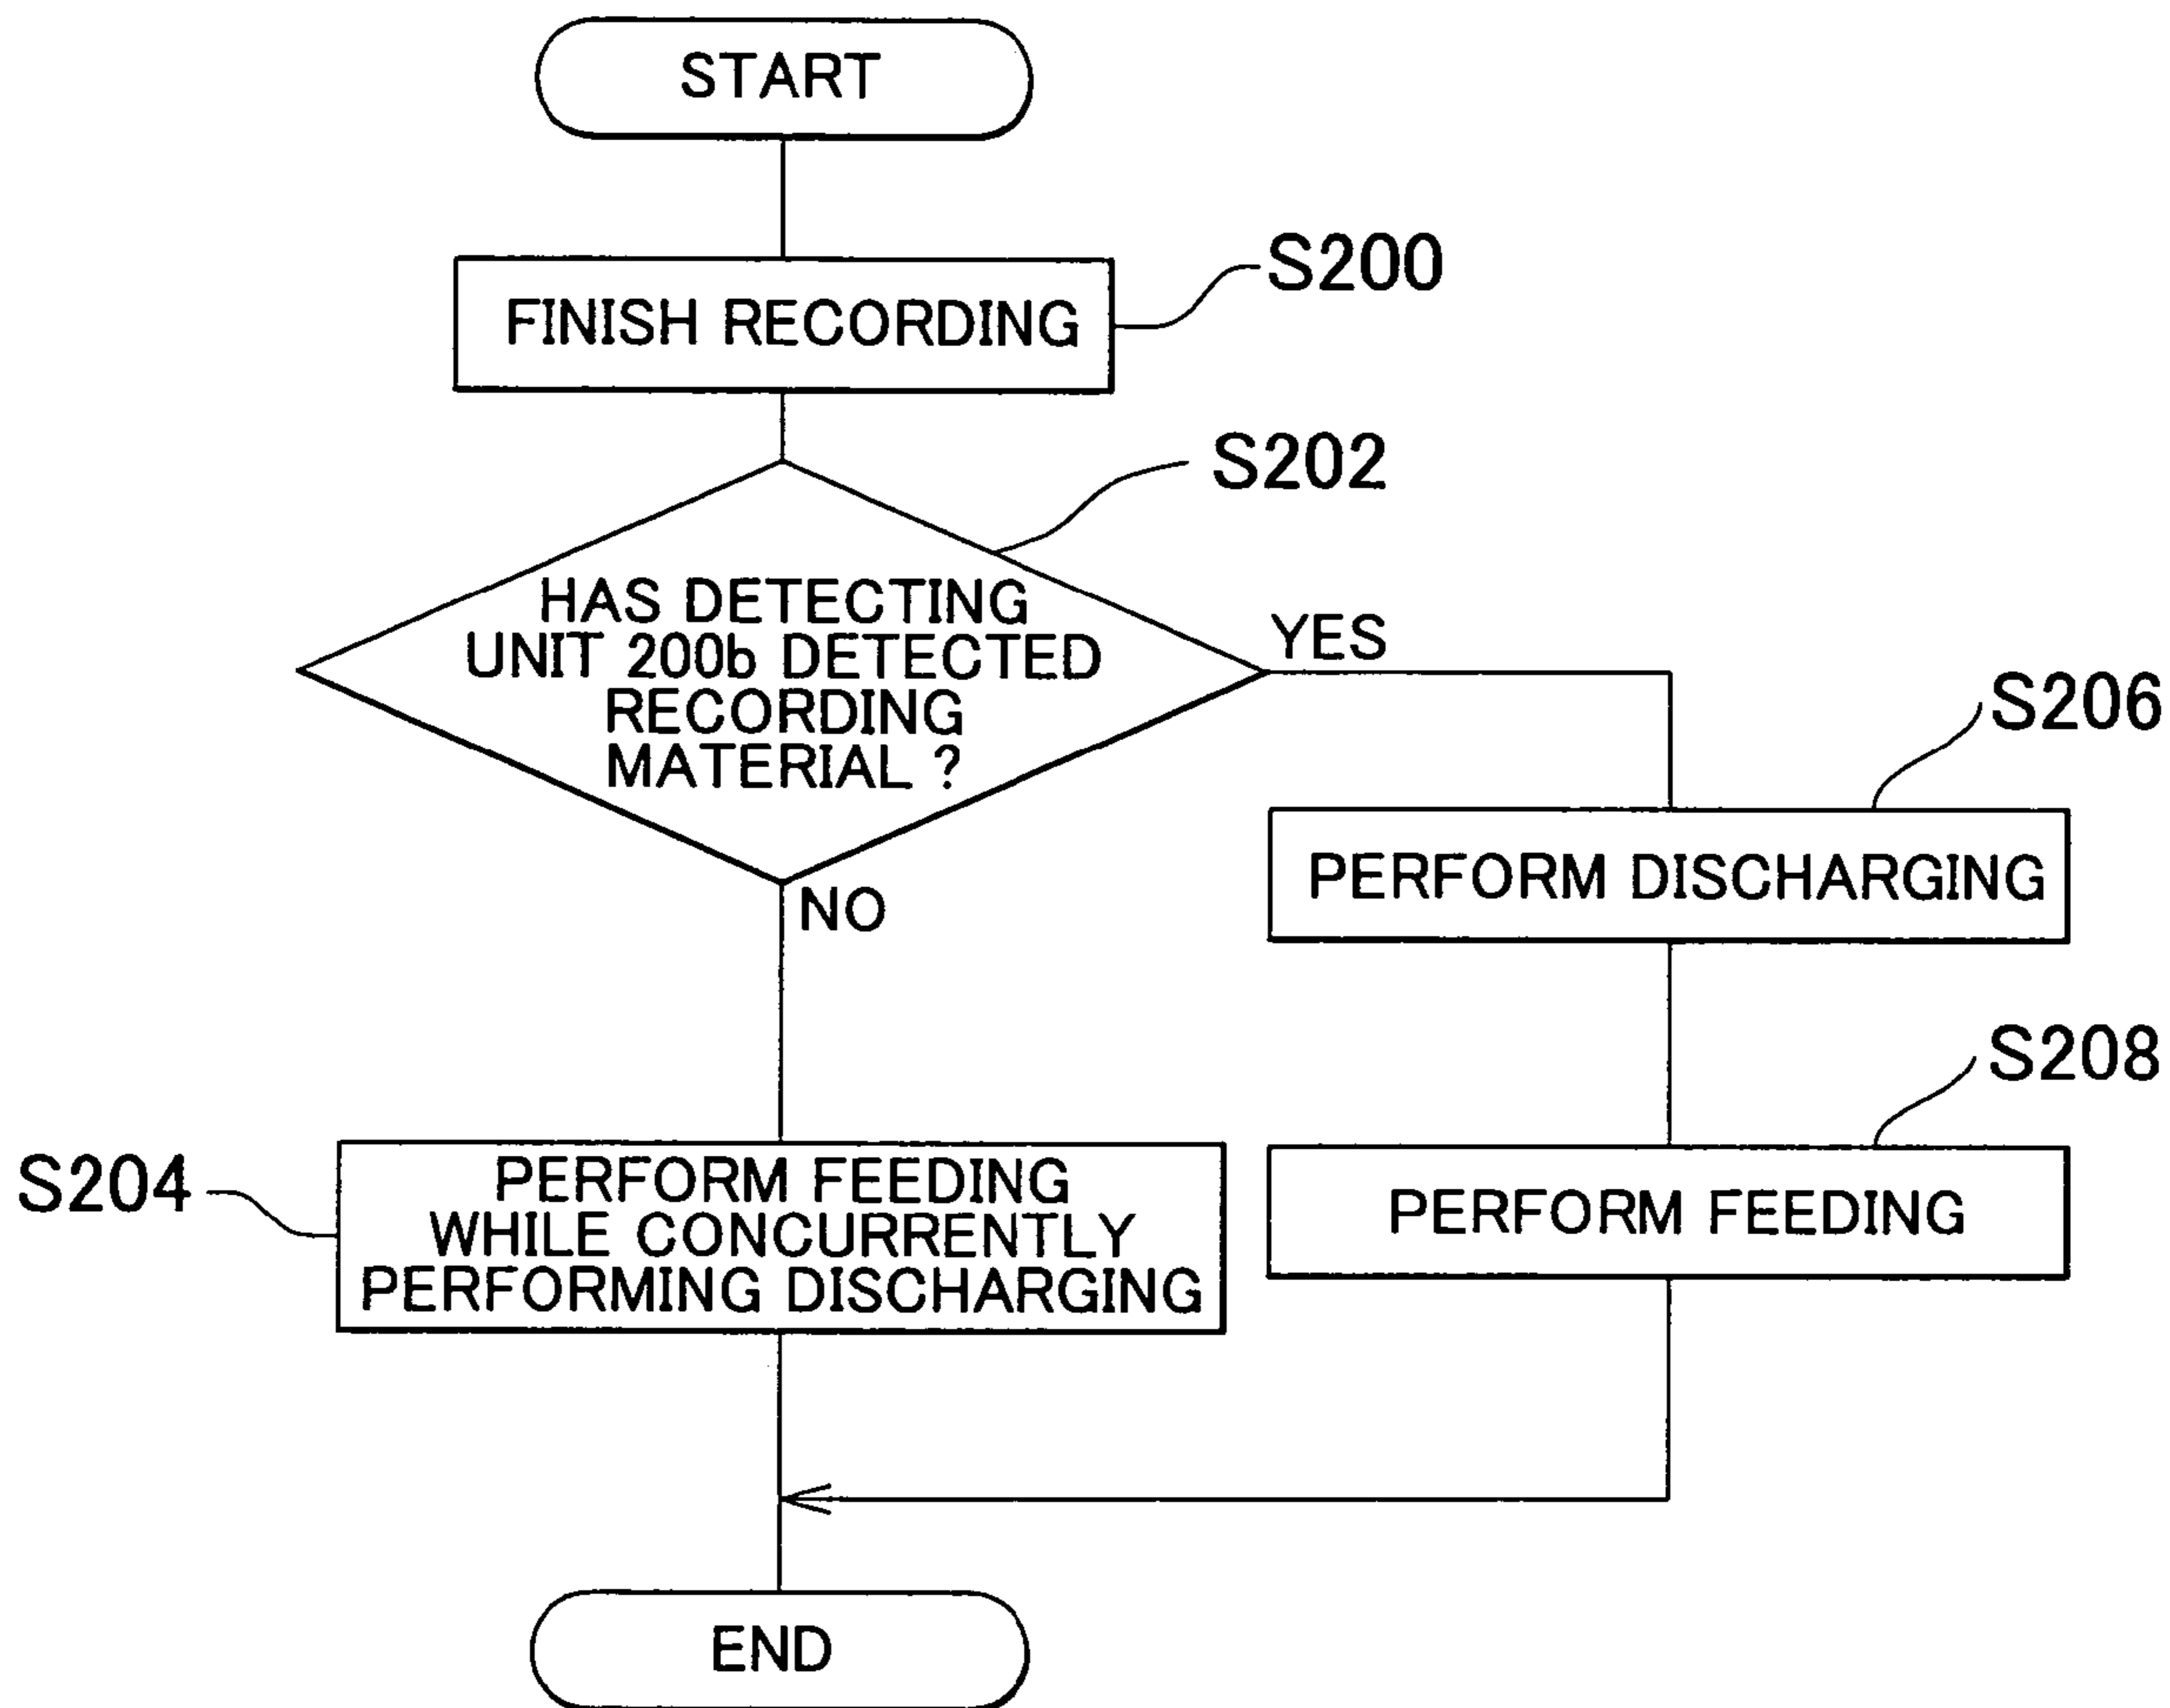 START
FINISH RECORDING
S200
S202
HAS DETECTING
UNIT 200b DETECTED
RECORDING
MATERIAL ?
YES
NO
S206
PERFORM DISCHARGING
S208
PERFORM FEEDING
S204
PERFORM FEEDING
WHILE CONCURRENTLY
PERFORMING DISCHARGING
END